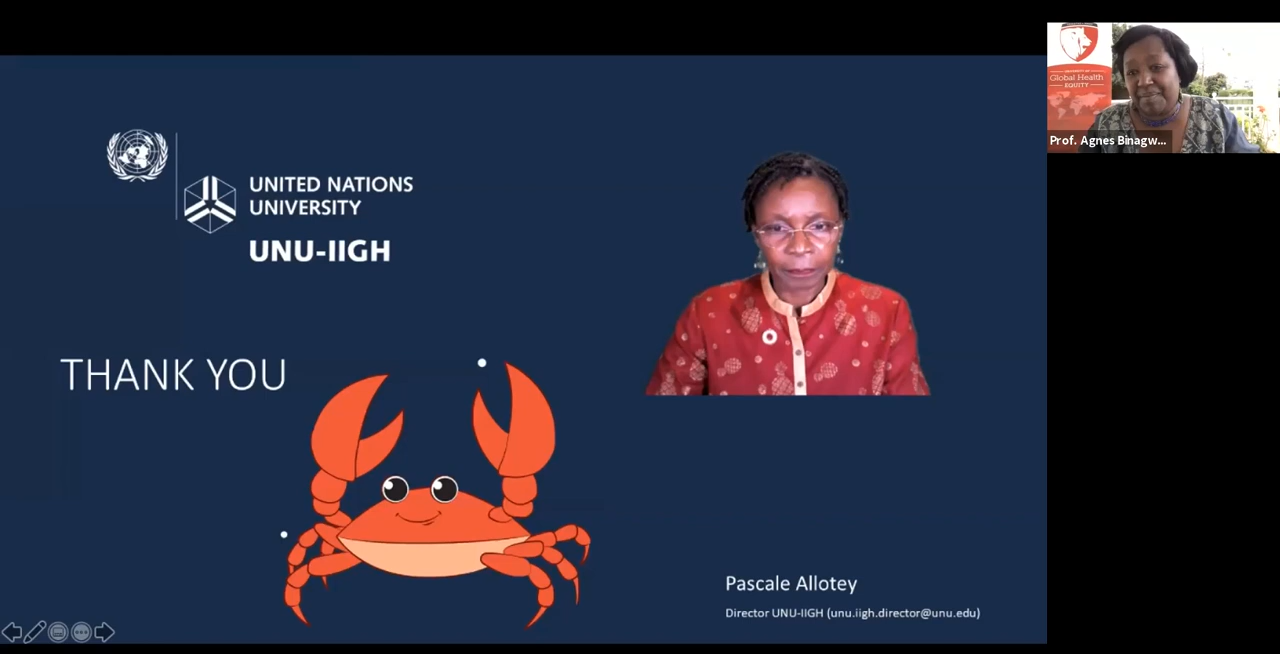 UNITED NATIONS
UNIVERSITY
UNU-IIGH
THANK YOU
Pascale Allotey
Director UNU-IIGH (unu.iigh.director@unu.edu)
Global Health
EQUITY
Prof. Agnes Binagw...